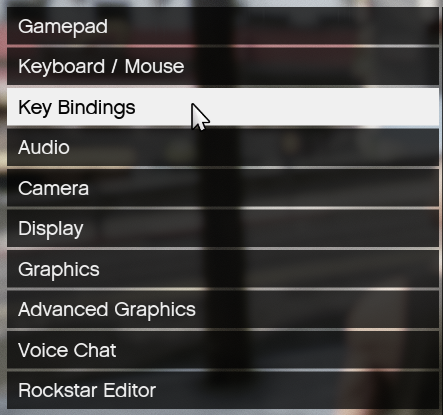 Gamepad
Keyboard / Mouse
Key Bindings
Audio
Camera
Display
Graphics
Advanced Graphics
Voice Chat
Rockstar Editor